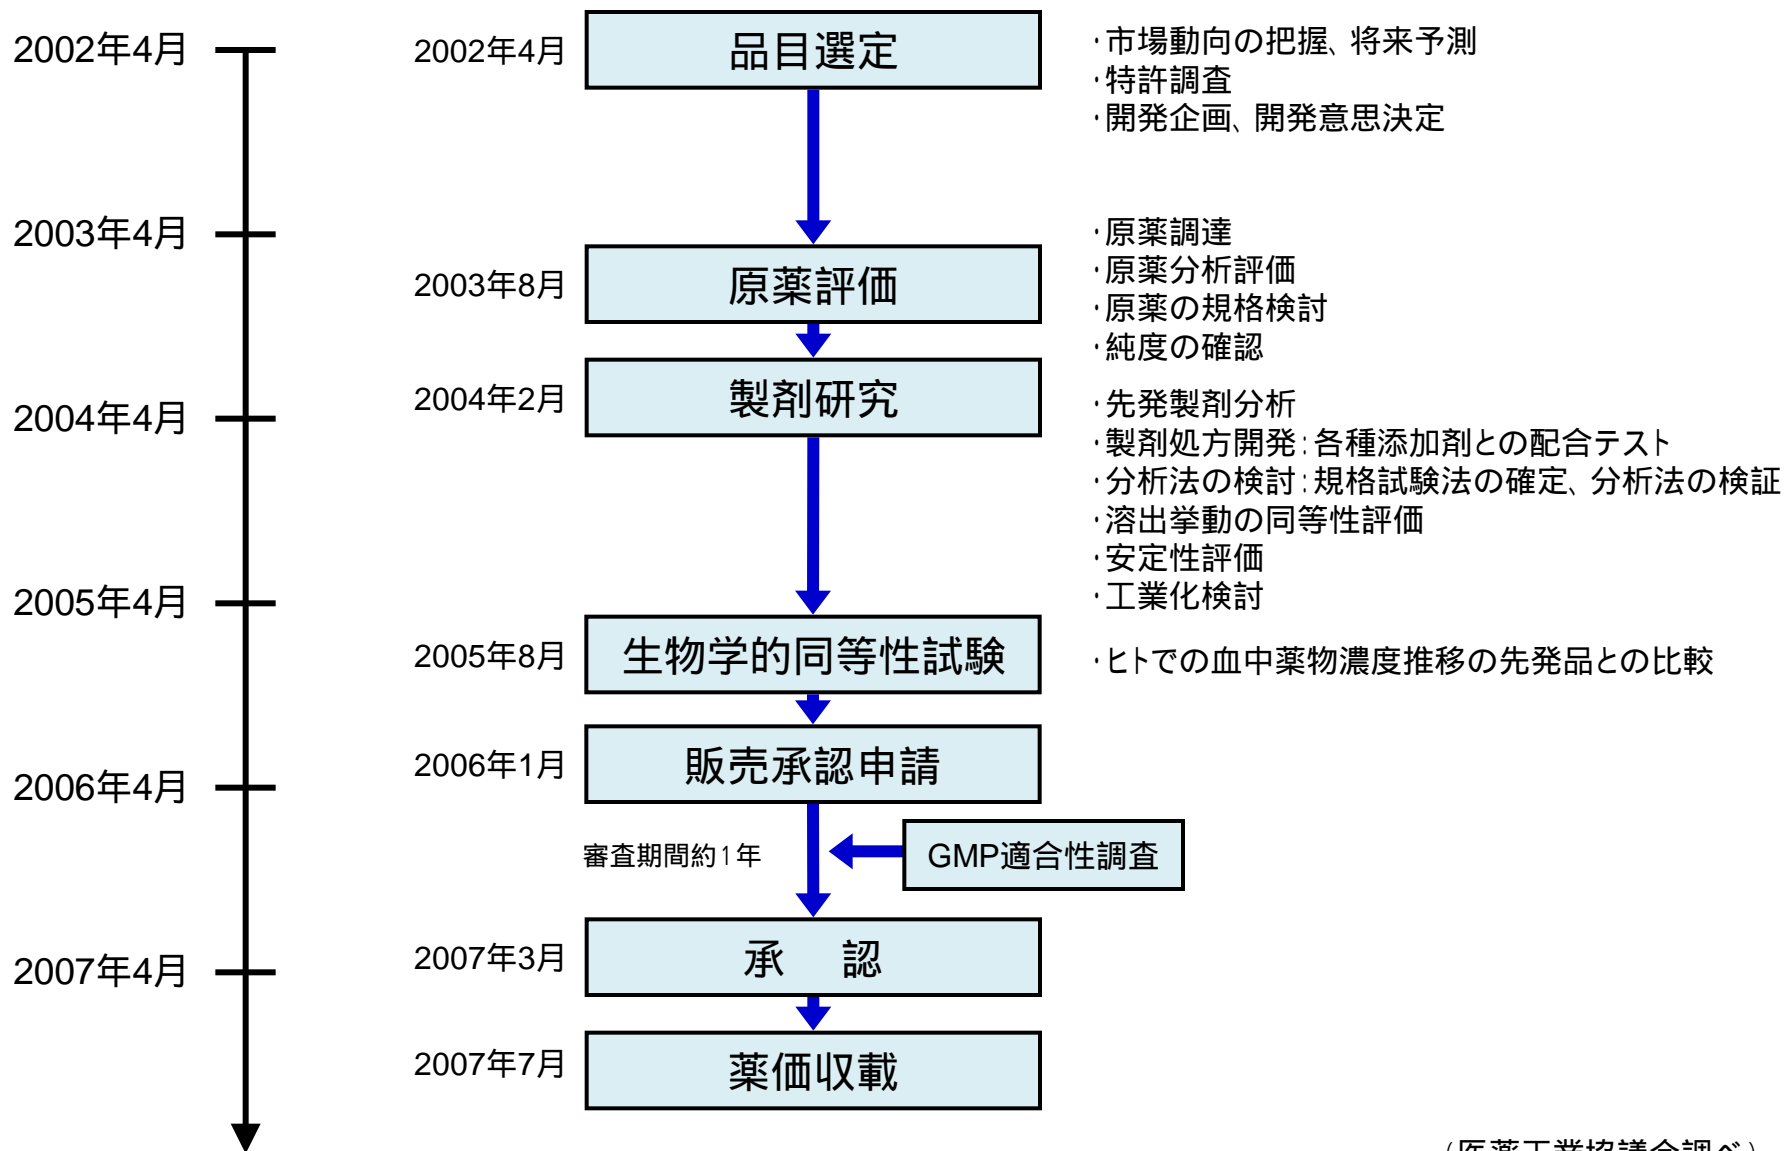 2002年4月
2002年4月
品目選定
・市場動向の把握、将来予測
・特許調査
・開発企画、開発意思決定
2003年4月
2003年8月
原薬評価
・原薬調達
・原薬分析評価
・原薬の規格検討
・純度の確認
2004年4月
2004年2月
製剤研究
・先発製剤分析
・製剤処方開発:各種添加剤との配合テスト
・分析法の検討:規格試験法の確定、分析法の検証
・溶出挙動の同等性評価
・安定性評価
・工業化検討
2005年4月
2005年8月
生物学的同等性試験
・ヒトでの血中薬物濃度推移の先発品との比較
2006年4月
2006年1月
販売承認申請
審査期間約1年
GMP適合性調査
2007年4月
2007年3月
承 認
2007年7月
薬価収載
(医薬工業協議会調べ)